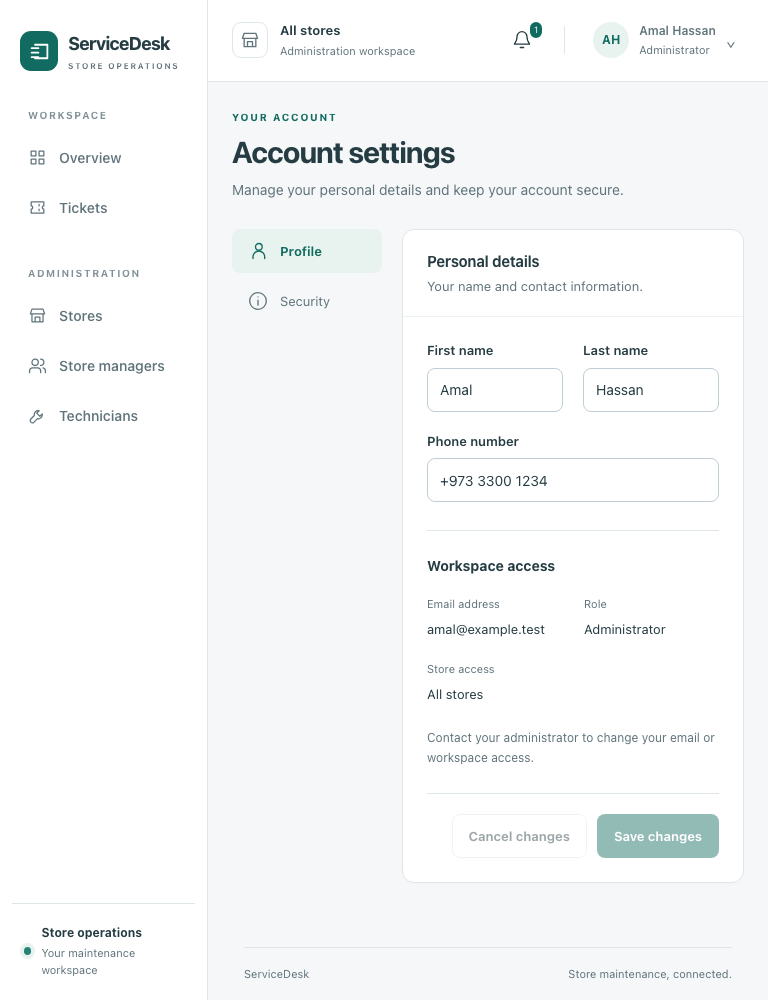 ServiceDesk
STORE OPERATIONS
WORKSPACE
Overview
Tickets
ADMINISTRATION
Stores
Store managers
Technicians
Store operations
Your maintenance
workspace
All stores
Administration workspace
1
AH
Amal Hassan
Administrator
YOUR ACCOUNT
Account settings
Manage your personal details and keep your account secure.
Profile
Security
Personal details
Your name and contact information.
First name
Last name
Amal
Hassan
Phone number
+973 3300 1234
Workspace access
Email address
Role
amal@example.test
Administrator
Store access
All stores
Contact your administrator to change your email or
workspace access.
Cancel changes
Save changes
ServiceDesk
Store maintenance, connected.